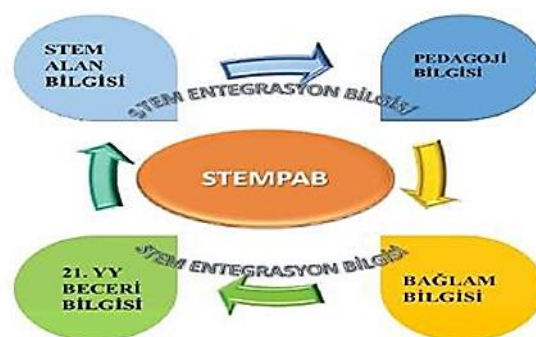 STEM
ALAN
BİLGİSİ
PEDAGOJİ
BİLGİSİ
STEM ENTEGRASYON BİLGİSİ
STEMPAB
STEM ENTEGRASYON BİLGİSİ
21. YY
BECERİ
BİLGİSİ
BAĞLAM
BİLGİSİ